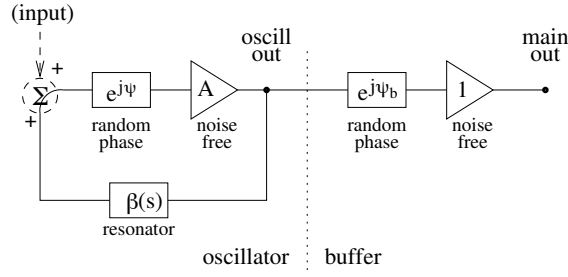 (input)
+
Σ
+
e^jψ
random
phase
A
noise
free
oscill
out
β(s)
resonator
oscillator
buffer
e^jψ_b
random
phase
1
noise
free
main
out